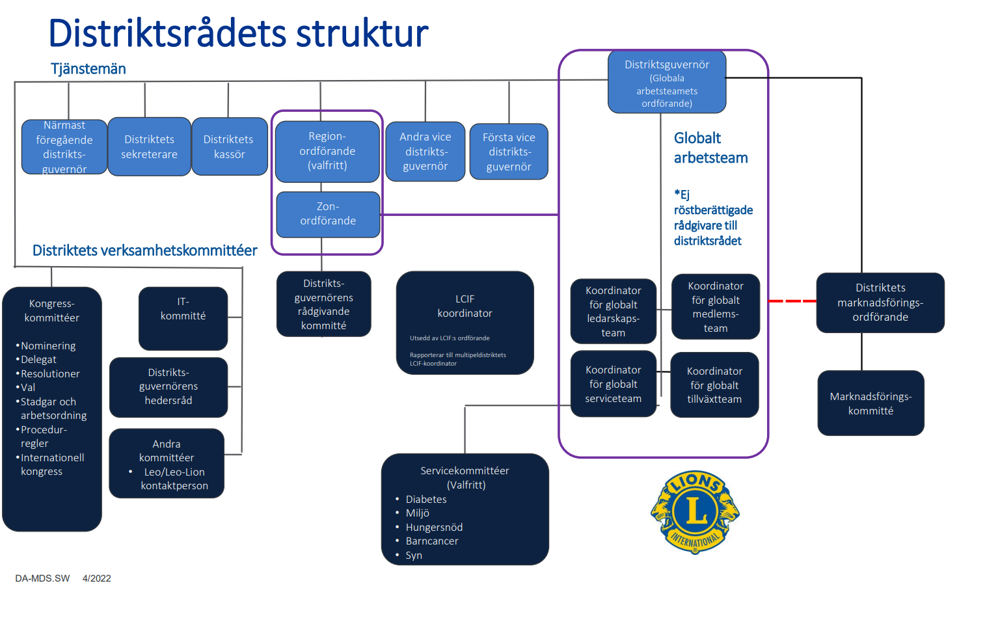 Distriktsrådets struktur
Tjänstemän
Distriktsguvernör
(Globala
arbetsteamets
ordförande)
Närmast
föregående
distrikts-
guvernör
Distriktets
sekreterare
Distriktets
kassör
Region-
ordförande
(valfritt)
Andra vice
distrikts-
guvernör
Första vice
distrikts-
guvernör
Zon-
ordförande
Globalt
arbetsteam
*Ej
röstberättigade
rådgivare till
distriktsrådet
Distriktets verksamhetskommittéer
Kongress-
kommittéer
•Nominering
•Delegat
•Resolutioner
•Val
•Stadgar och
arbetsordning
•Procedur-
regler
•Internationell
kongress
IT-
kommitté
Distrikts-
guvernörens
hedersråd
Andra
kommittéer
• Leo/Leo-Lion
kontaktperson
Distrikts-
guvernörens
rådgivande
kommitté
LCIF
koordinator
Utsedd av LCIF:s ordförande
Rapporterar till multipeldistriktets
LCIF-koordinator
Koordinator
för globalt
ledarskaps-
team
Koordinator
för globalt
medlems-
team
Koordinator
för globalt
serviceteam
Koordinator
för globalt
tillväxtteam
Distriktets
marknadsförings-
ordförande
Marknadsförings-
kommitté
Servicekommittéer
(Valfritt)
• Diabetes
• Miljö
• Hungersnöd
• Barncancer
• Syn
LIONS
L
INTERNATIONAL
®
DA-MDS.SW 4/2022